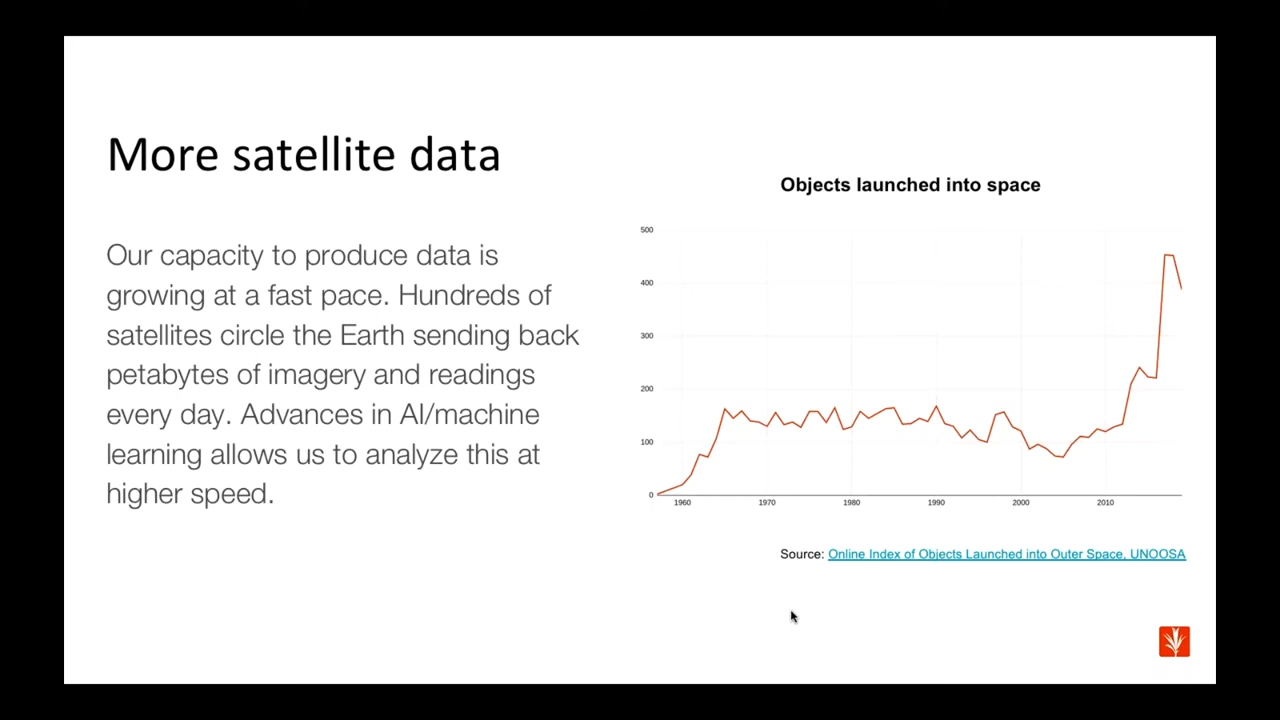 More satellite data
Our capacity to produce data is
growing at a fast pace. Hundreds of
satellites circle the Earth sending back
petabytes of imagery and readings
every day. Advances in AI/machine
learning allows us to analyze this at
higher speed.
Objects launched into space
500
400
300
200
100
0
1960 1970 1980 1990 2000 2010
Source: Online Index of Objects Launched into Outer Space, UNOOSA